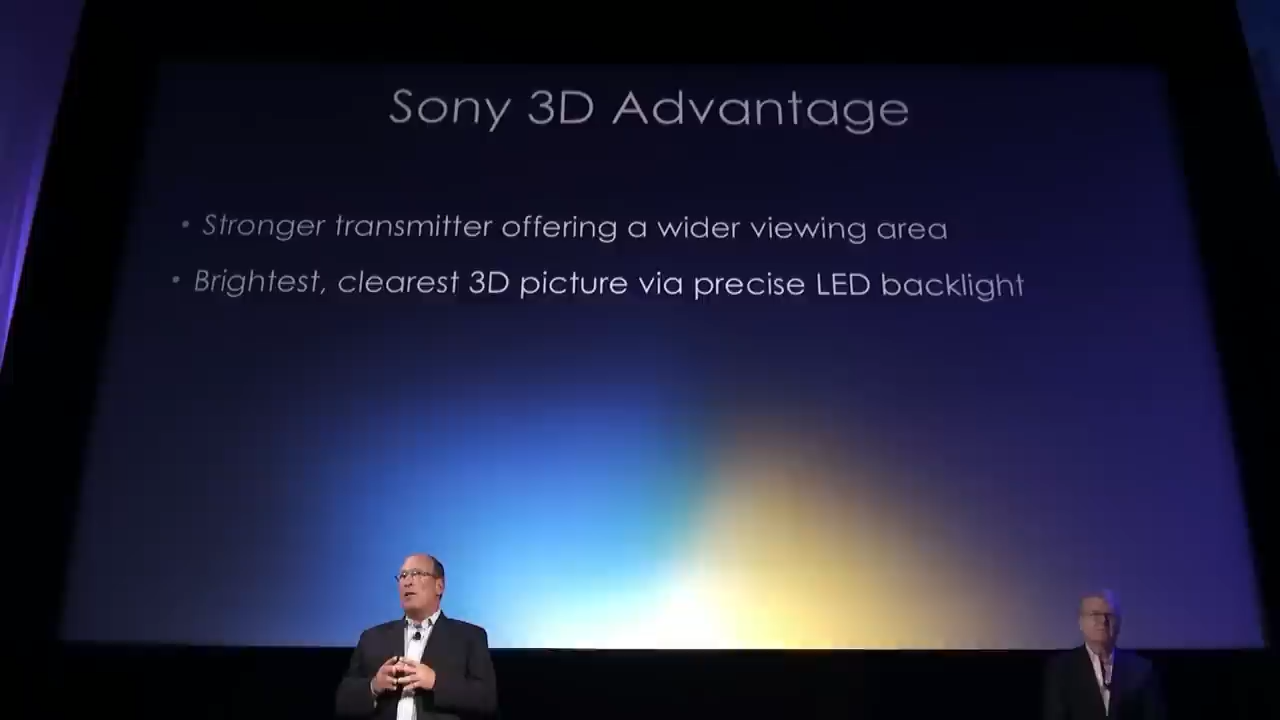 Sony 3D Advantage
• Stronger transmitter offering a wider viewing area
• Brightest, clearest 3D picture via precise LED backlight